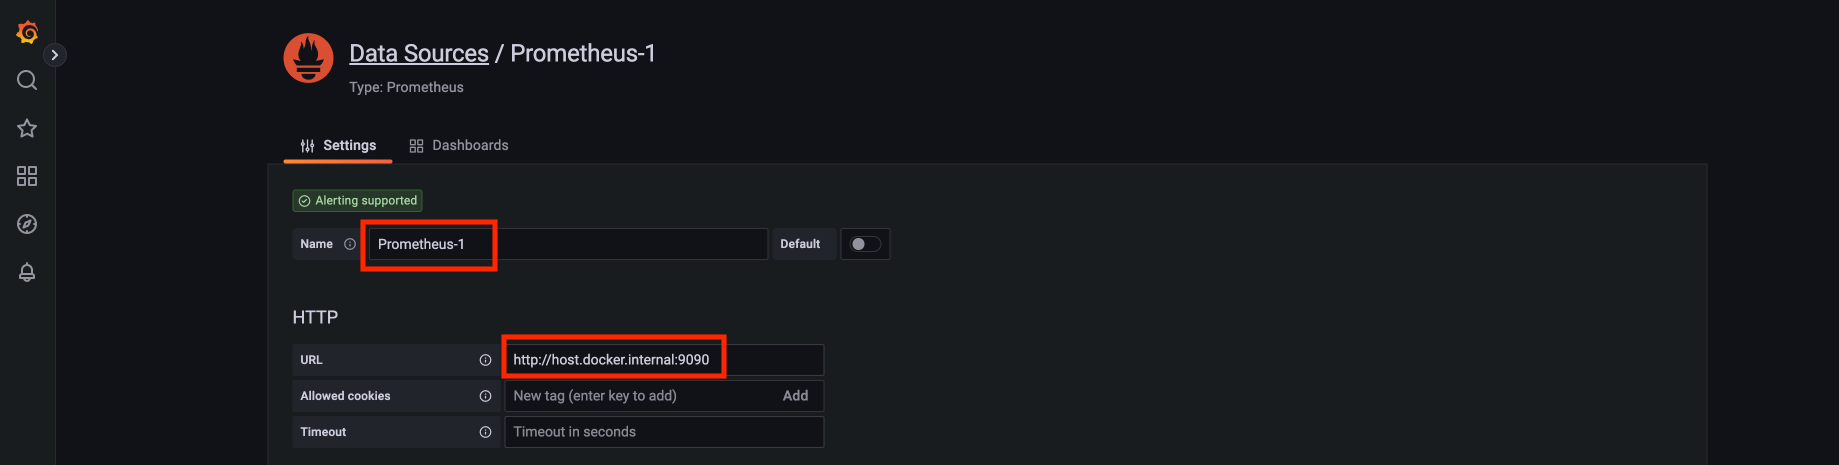 Data Sources / Prometheus-1
Type: Prometheus
Settings
Dashboards
Alerting supported
Name
Prometheus-1
Default
HTTP
URL
http://host.docker.internal:9090
Allowed cookies
New tag (enter key to add)
Add
Timeout
Timeout in seconds